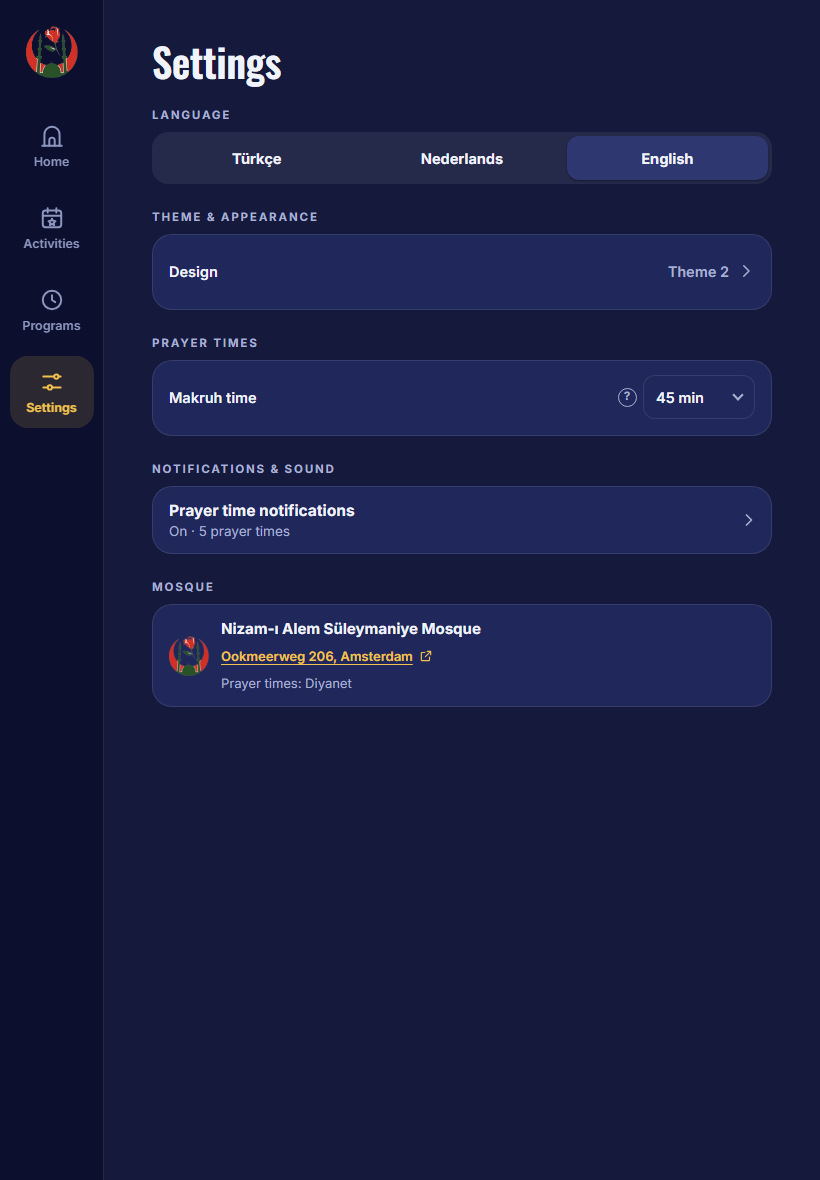 Settings
Home
Activities
Programs
Settings
LANGUAGE
Türkçe
Nederlands
English
THEME & APPEARANCE
Design
Theme 2
PRAYER TIMES
Makruh time
?
45 min
NOTIFICATIONS & SOUND
Prayer time notifications
On · 5 prayer times
MOSQUE
Nizam-ı Alem Süleymaniye Mosque
Ookmeerweg 206, Amsterdam
Prayer times: Diyanet